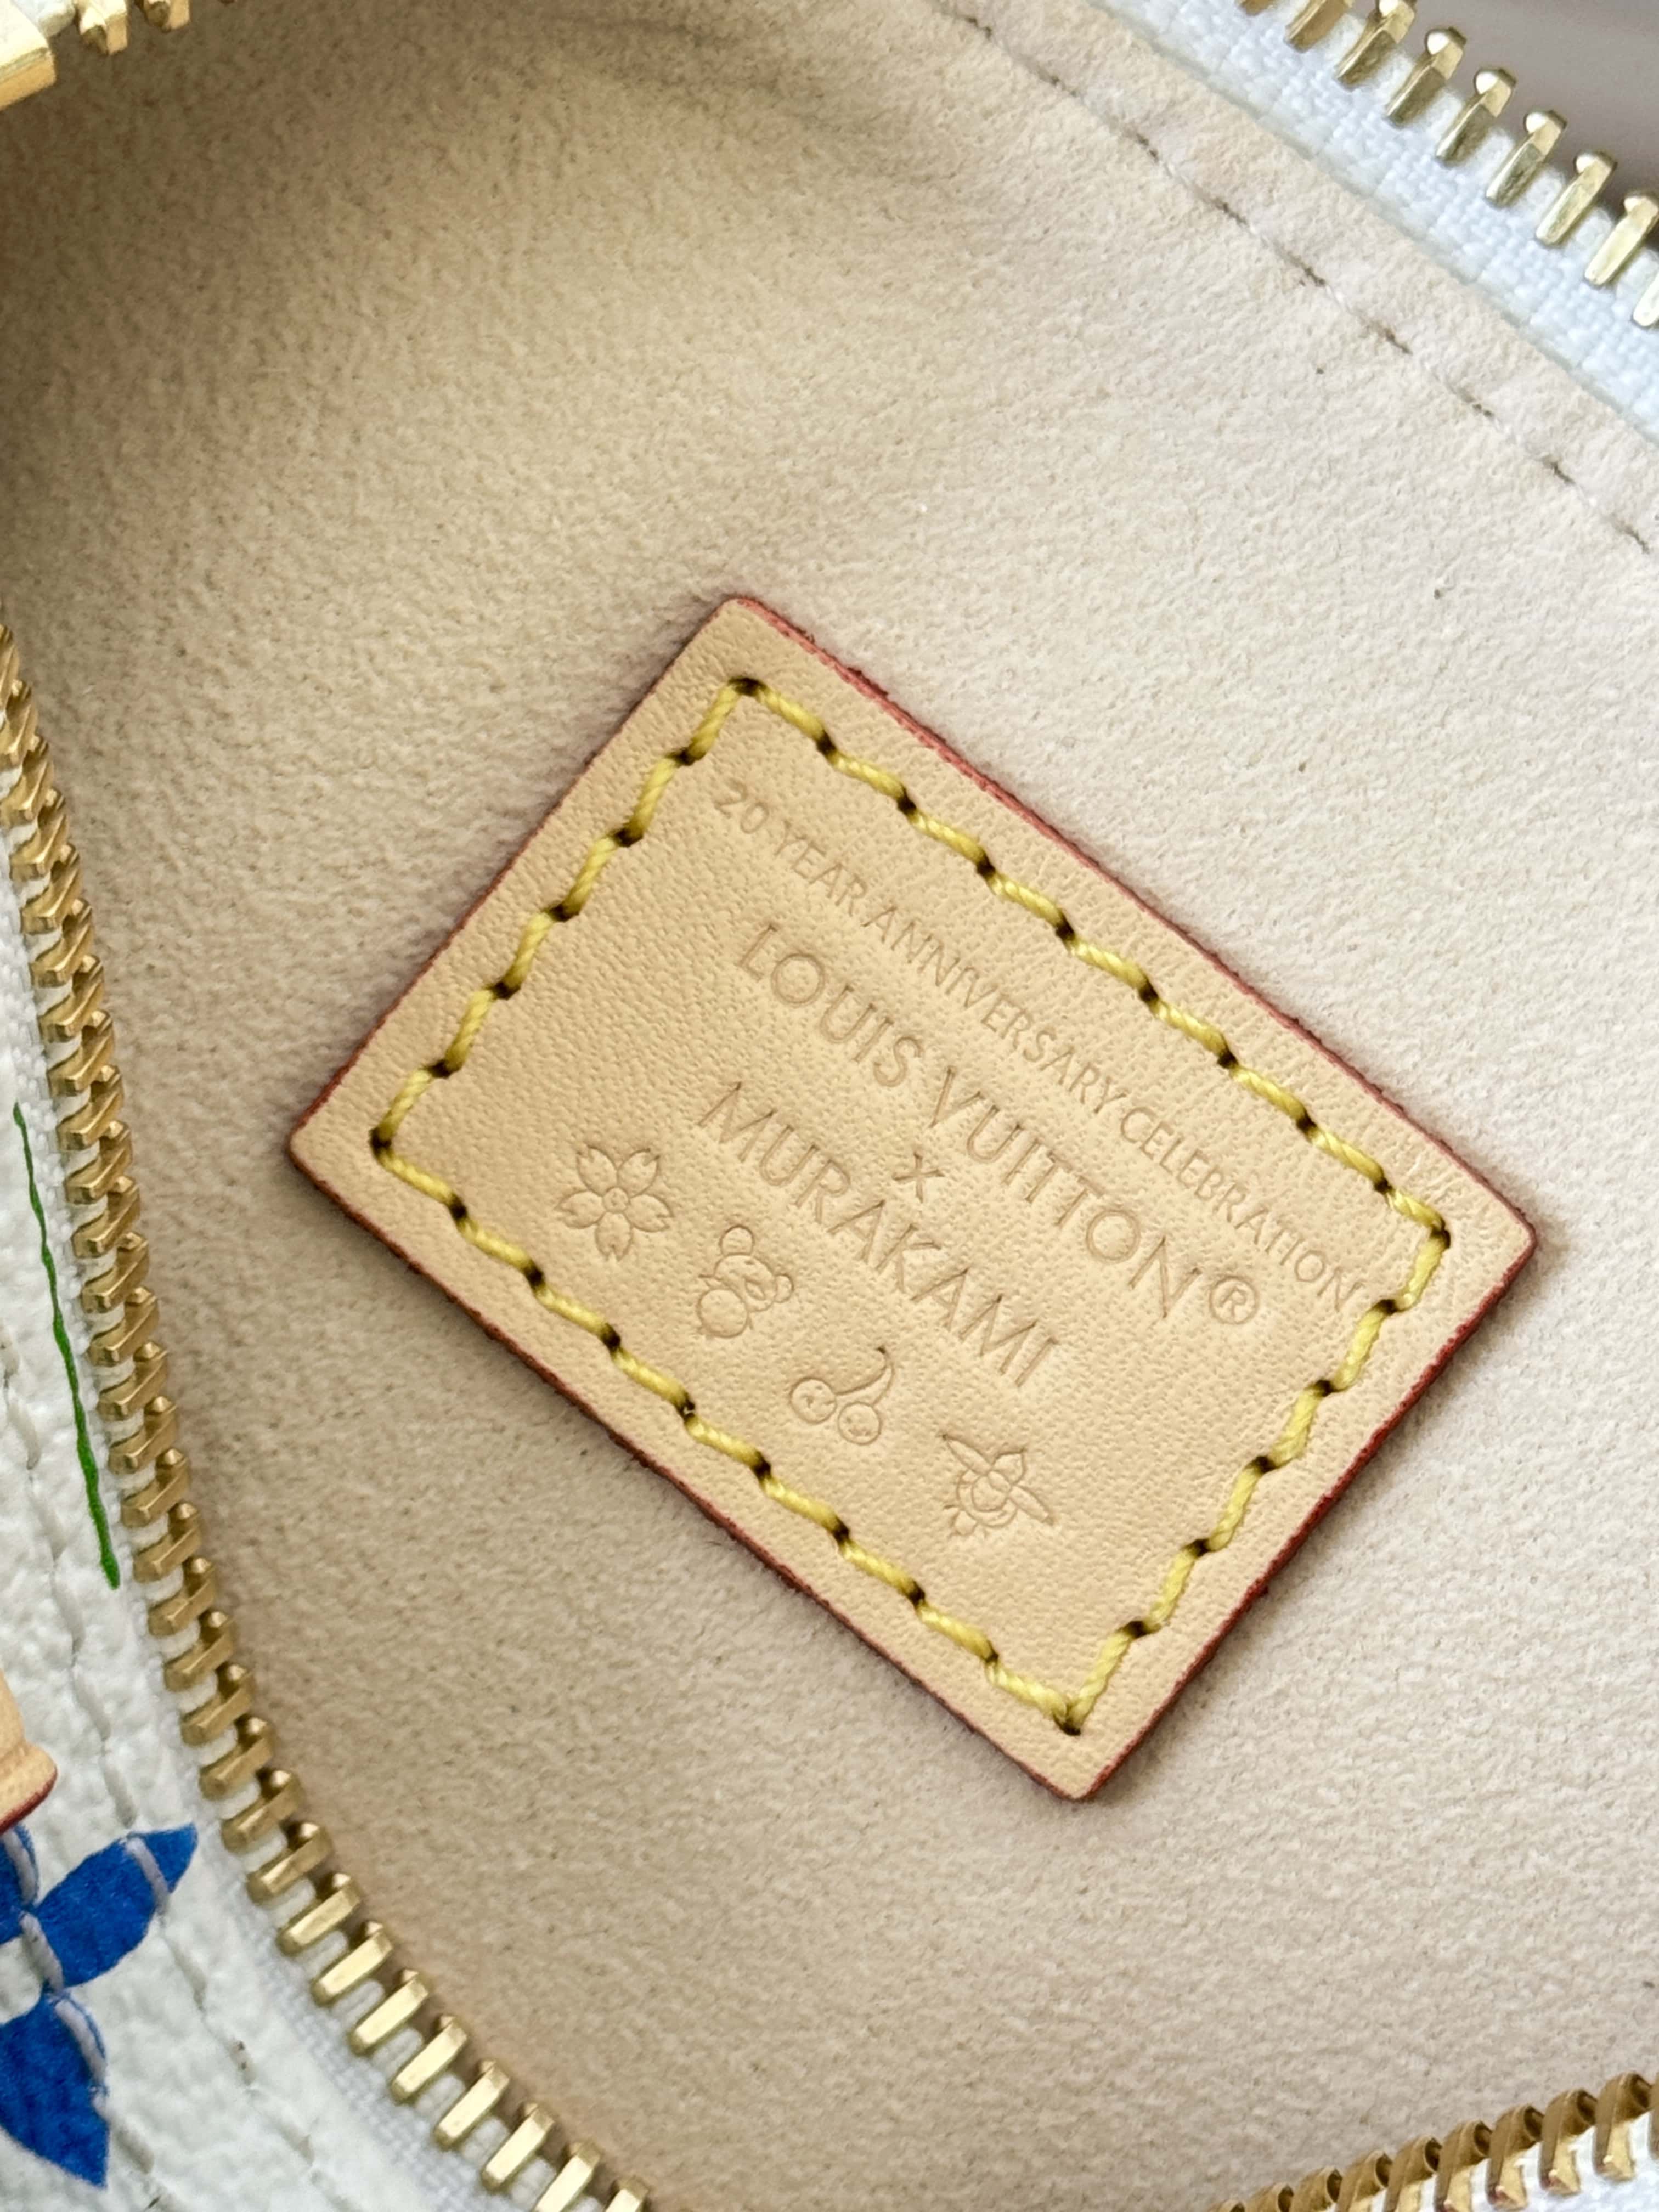 20 YEAR ANNIVERSARY CELEBRATION
LOUIS VUITTON®
x
MURAKAMI